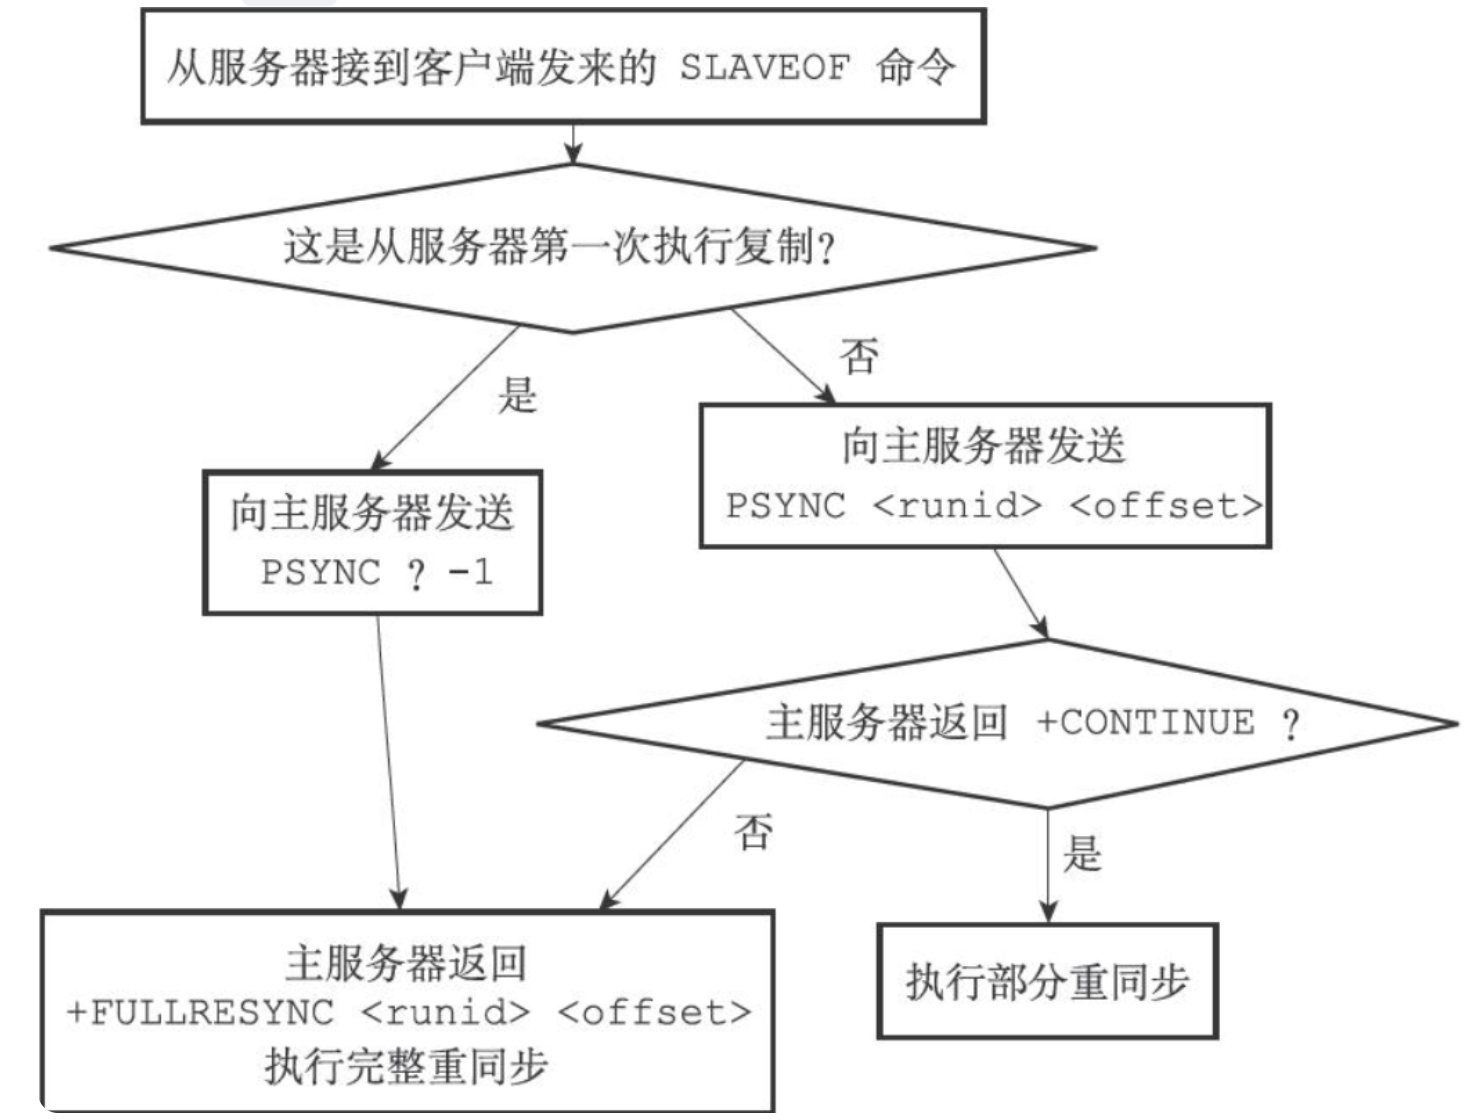 从服务器接到客户端发来的 SLAVEOF 命令
这是从服务器第一次执行复制？
否
是
向主服务器发送
PSYNC <runid> <offset>
向主服务器发送
PSYNC ? -1
主服务器返回 +CONTINUE ？
否
是
主服务器返回
+FULLRESYNC <runid> <offset>
执行完整重同步
执行部分重同步